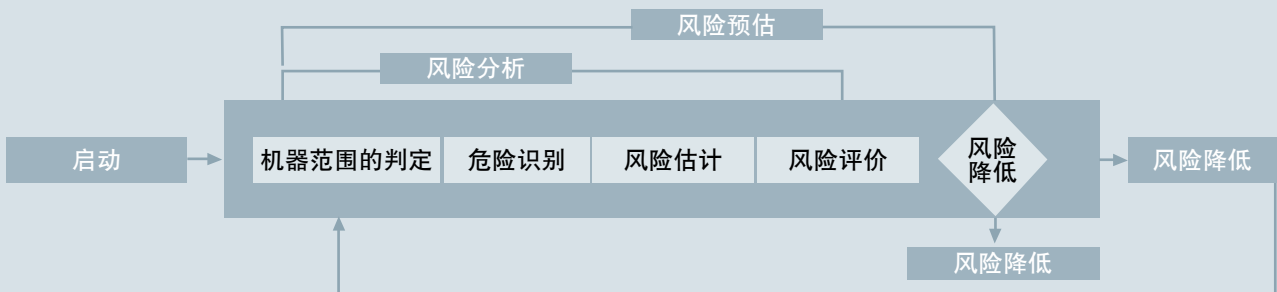 风险预估
风险分析
启动
机器范围的判定
危险识别
风险估计
风险评价
风险
降低
风险降低
风险降低